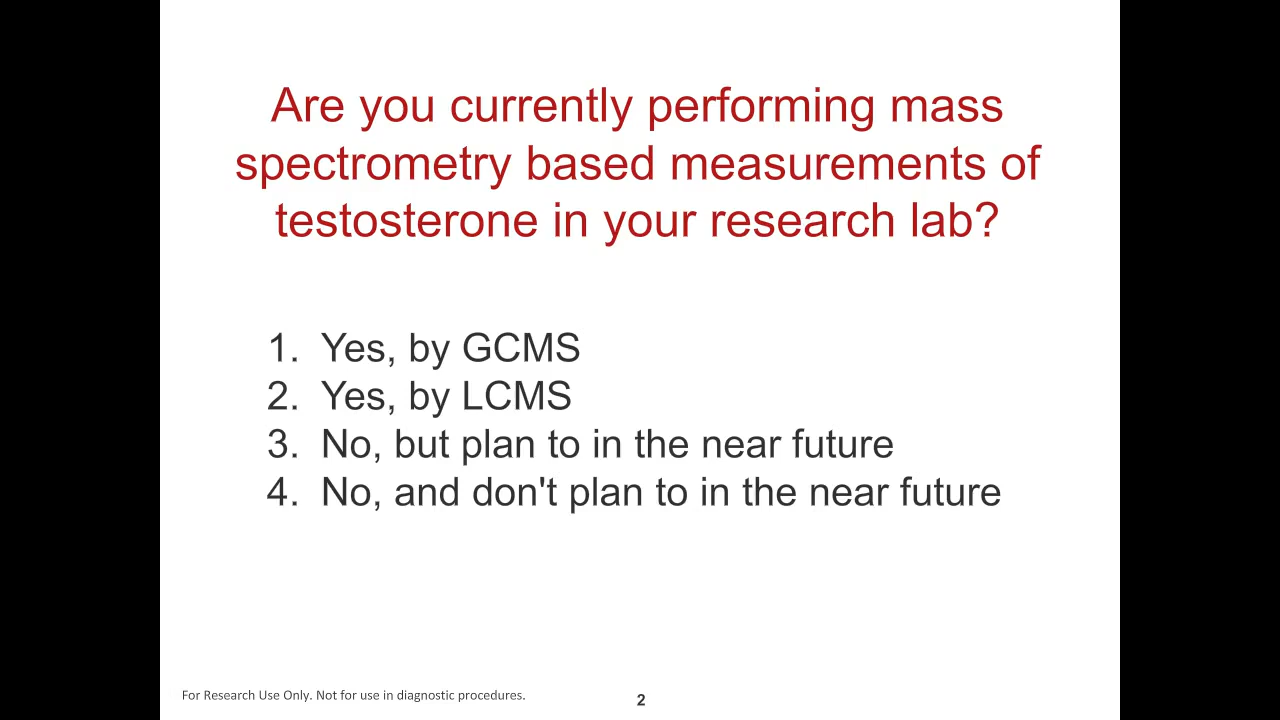 Are you currently performing mass
spectrometry based measurements of
testosterone in your research lab?
1. Yes, by GCMS
2. Yes, by LCMS
3. No, but plan to in the near future
4. No, and don't plan to in the near future
For Research Use Only. Not for use in diagnostic procedures.
2